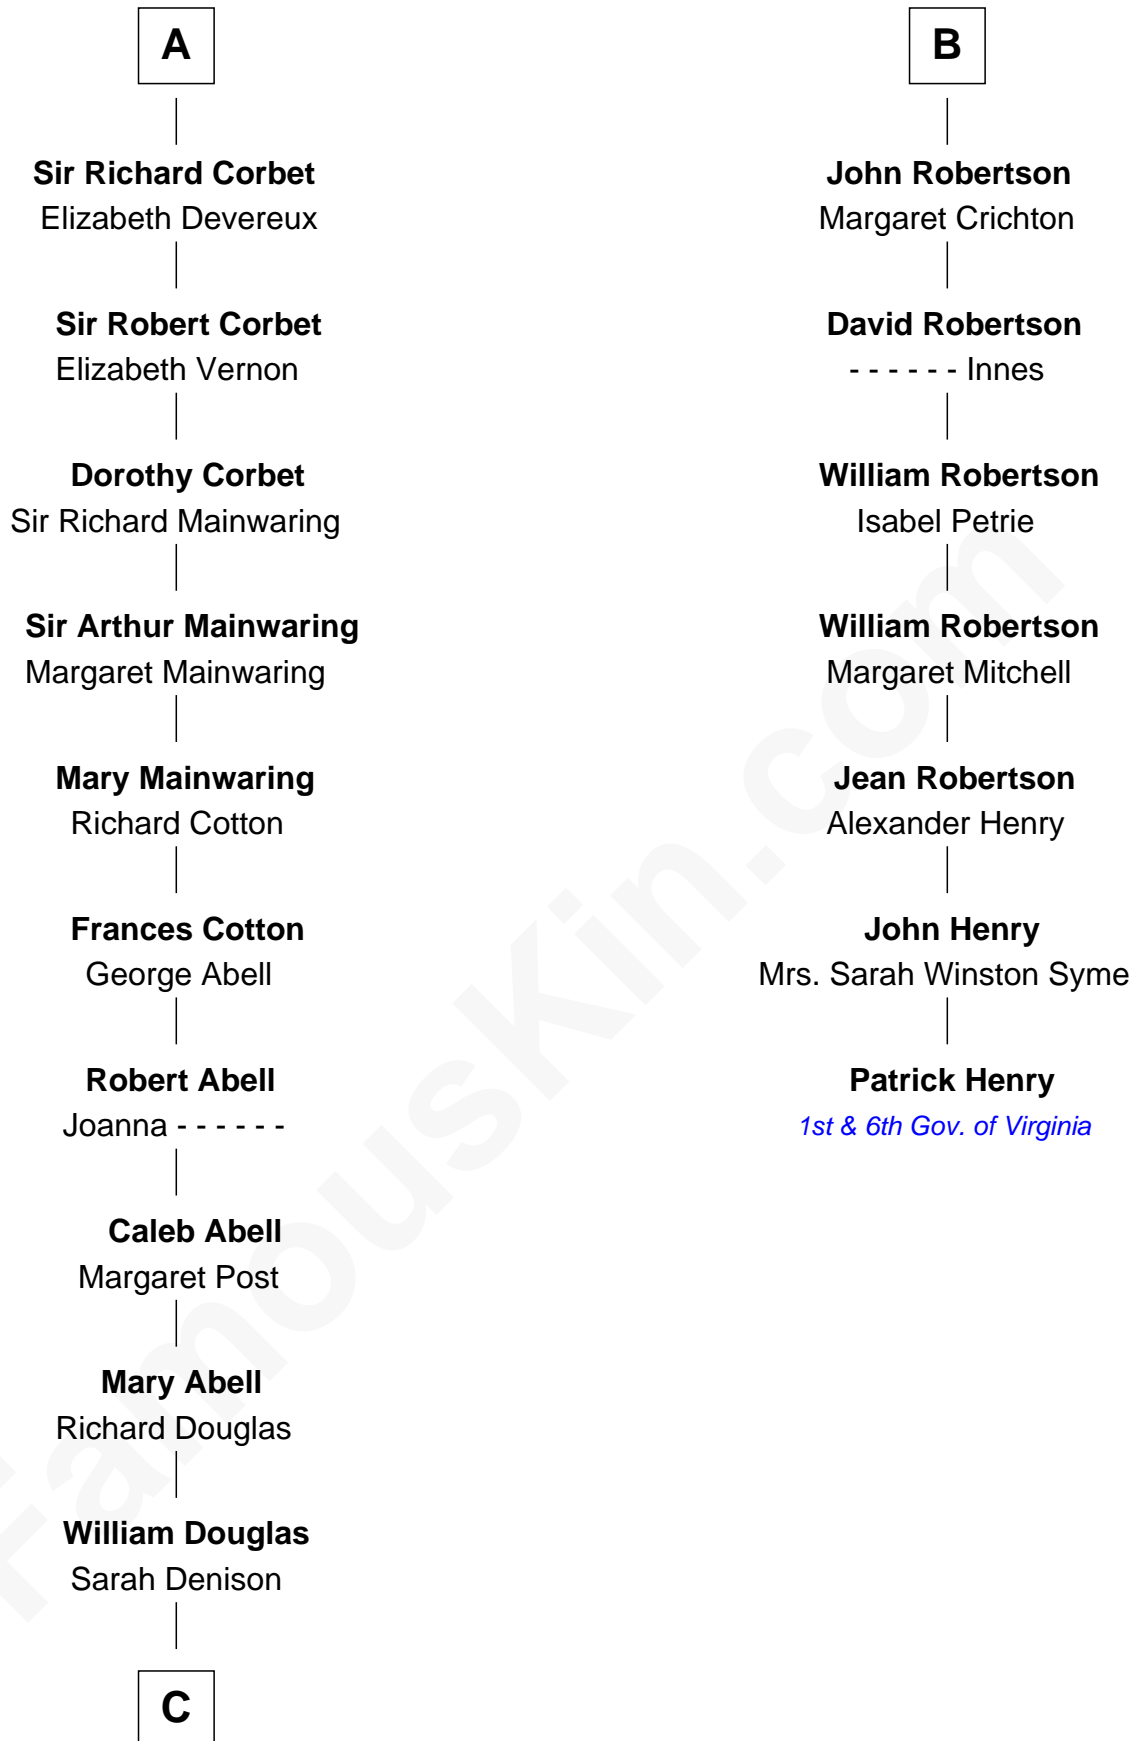 A
Sir Richard Corbet
Elizabeth Devereux
Sir Robert Corbet
Elizabeth Vernon
Dorothy Corbet
Sir Richard Mainwaring
Sir Arthur Mainwaring
Margaret Mainwaring
Mary Mainwaring
Richard Cotton
Frances Cotton
George Abell
Robert Abell
Joanna - - - - - -
Caleb Abell
Margaret Post
Mary Abell
Richard Douglas
William Douglas
Sarah Denison
C
B
John Robertson
Margaret Crichton
David Robertson
- - - - - - Innes
William Robertson
Isabel Petrie
William Robertson
Margaret Mitchell
Jean Robertson
Alexander Henry
John Henry
Mrs. Sarah Winston Syme
Patrick Henry
1st & 6th Gov. of Virginia
FamousKin.com